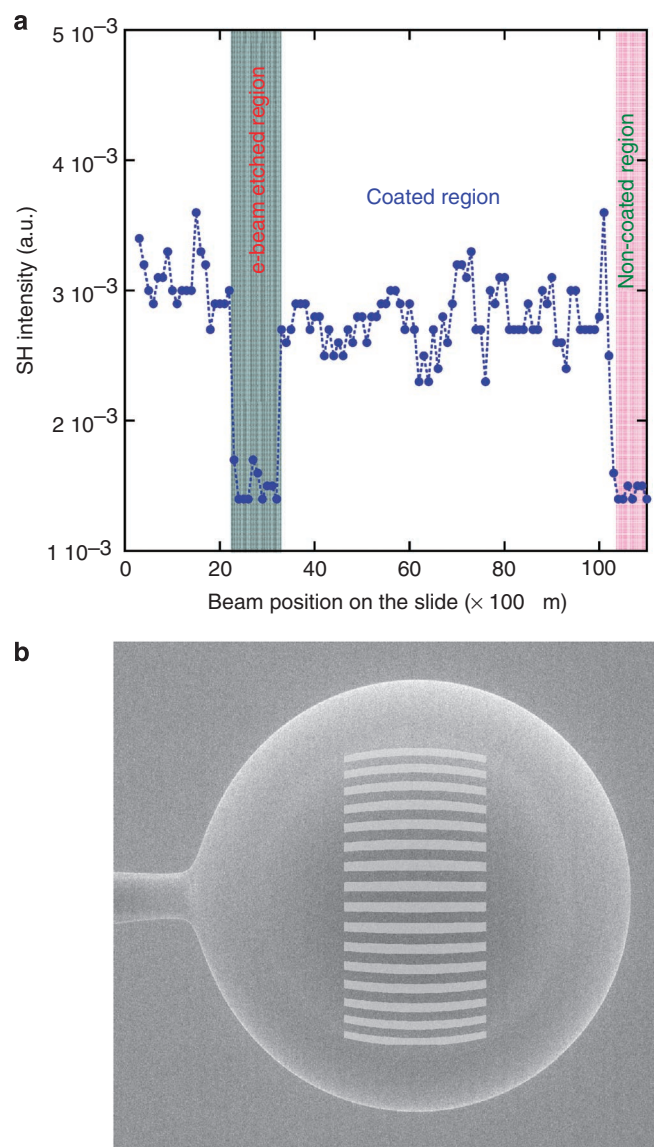 a
5 10⁻³
4 10⁻³
3 10⁻³
2 10⁻³
1 10⁻³
SH intensity (a.u.)
e-beam etched region
Coated region
Non-coated region
0 20 40 60 80 100
Beam position on the slide (× 100 m)
b